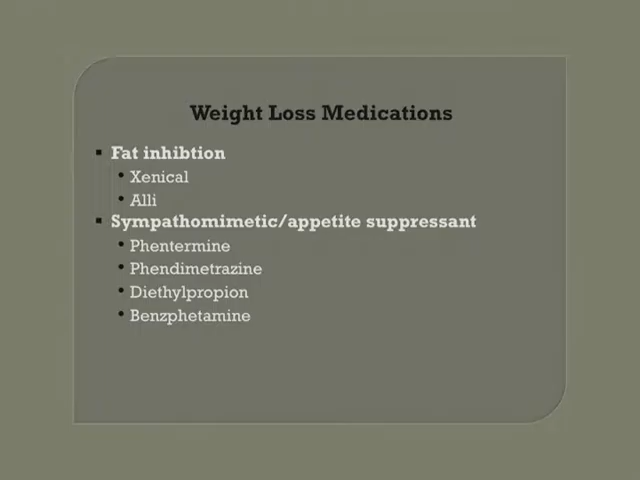 Weight Loss Medications
▪ Fat inhibtion
• Xenical
• Alli
▪ Sympathomimetic/appetite suppressant
• Phentermine
• Phendimetrazine
• Diethylpropion
• Benzphetamine